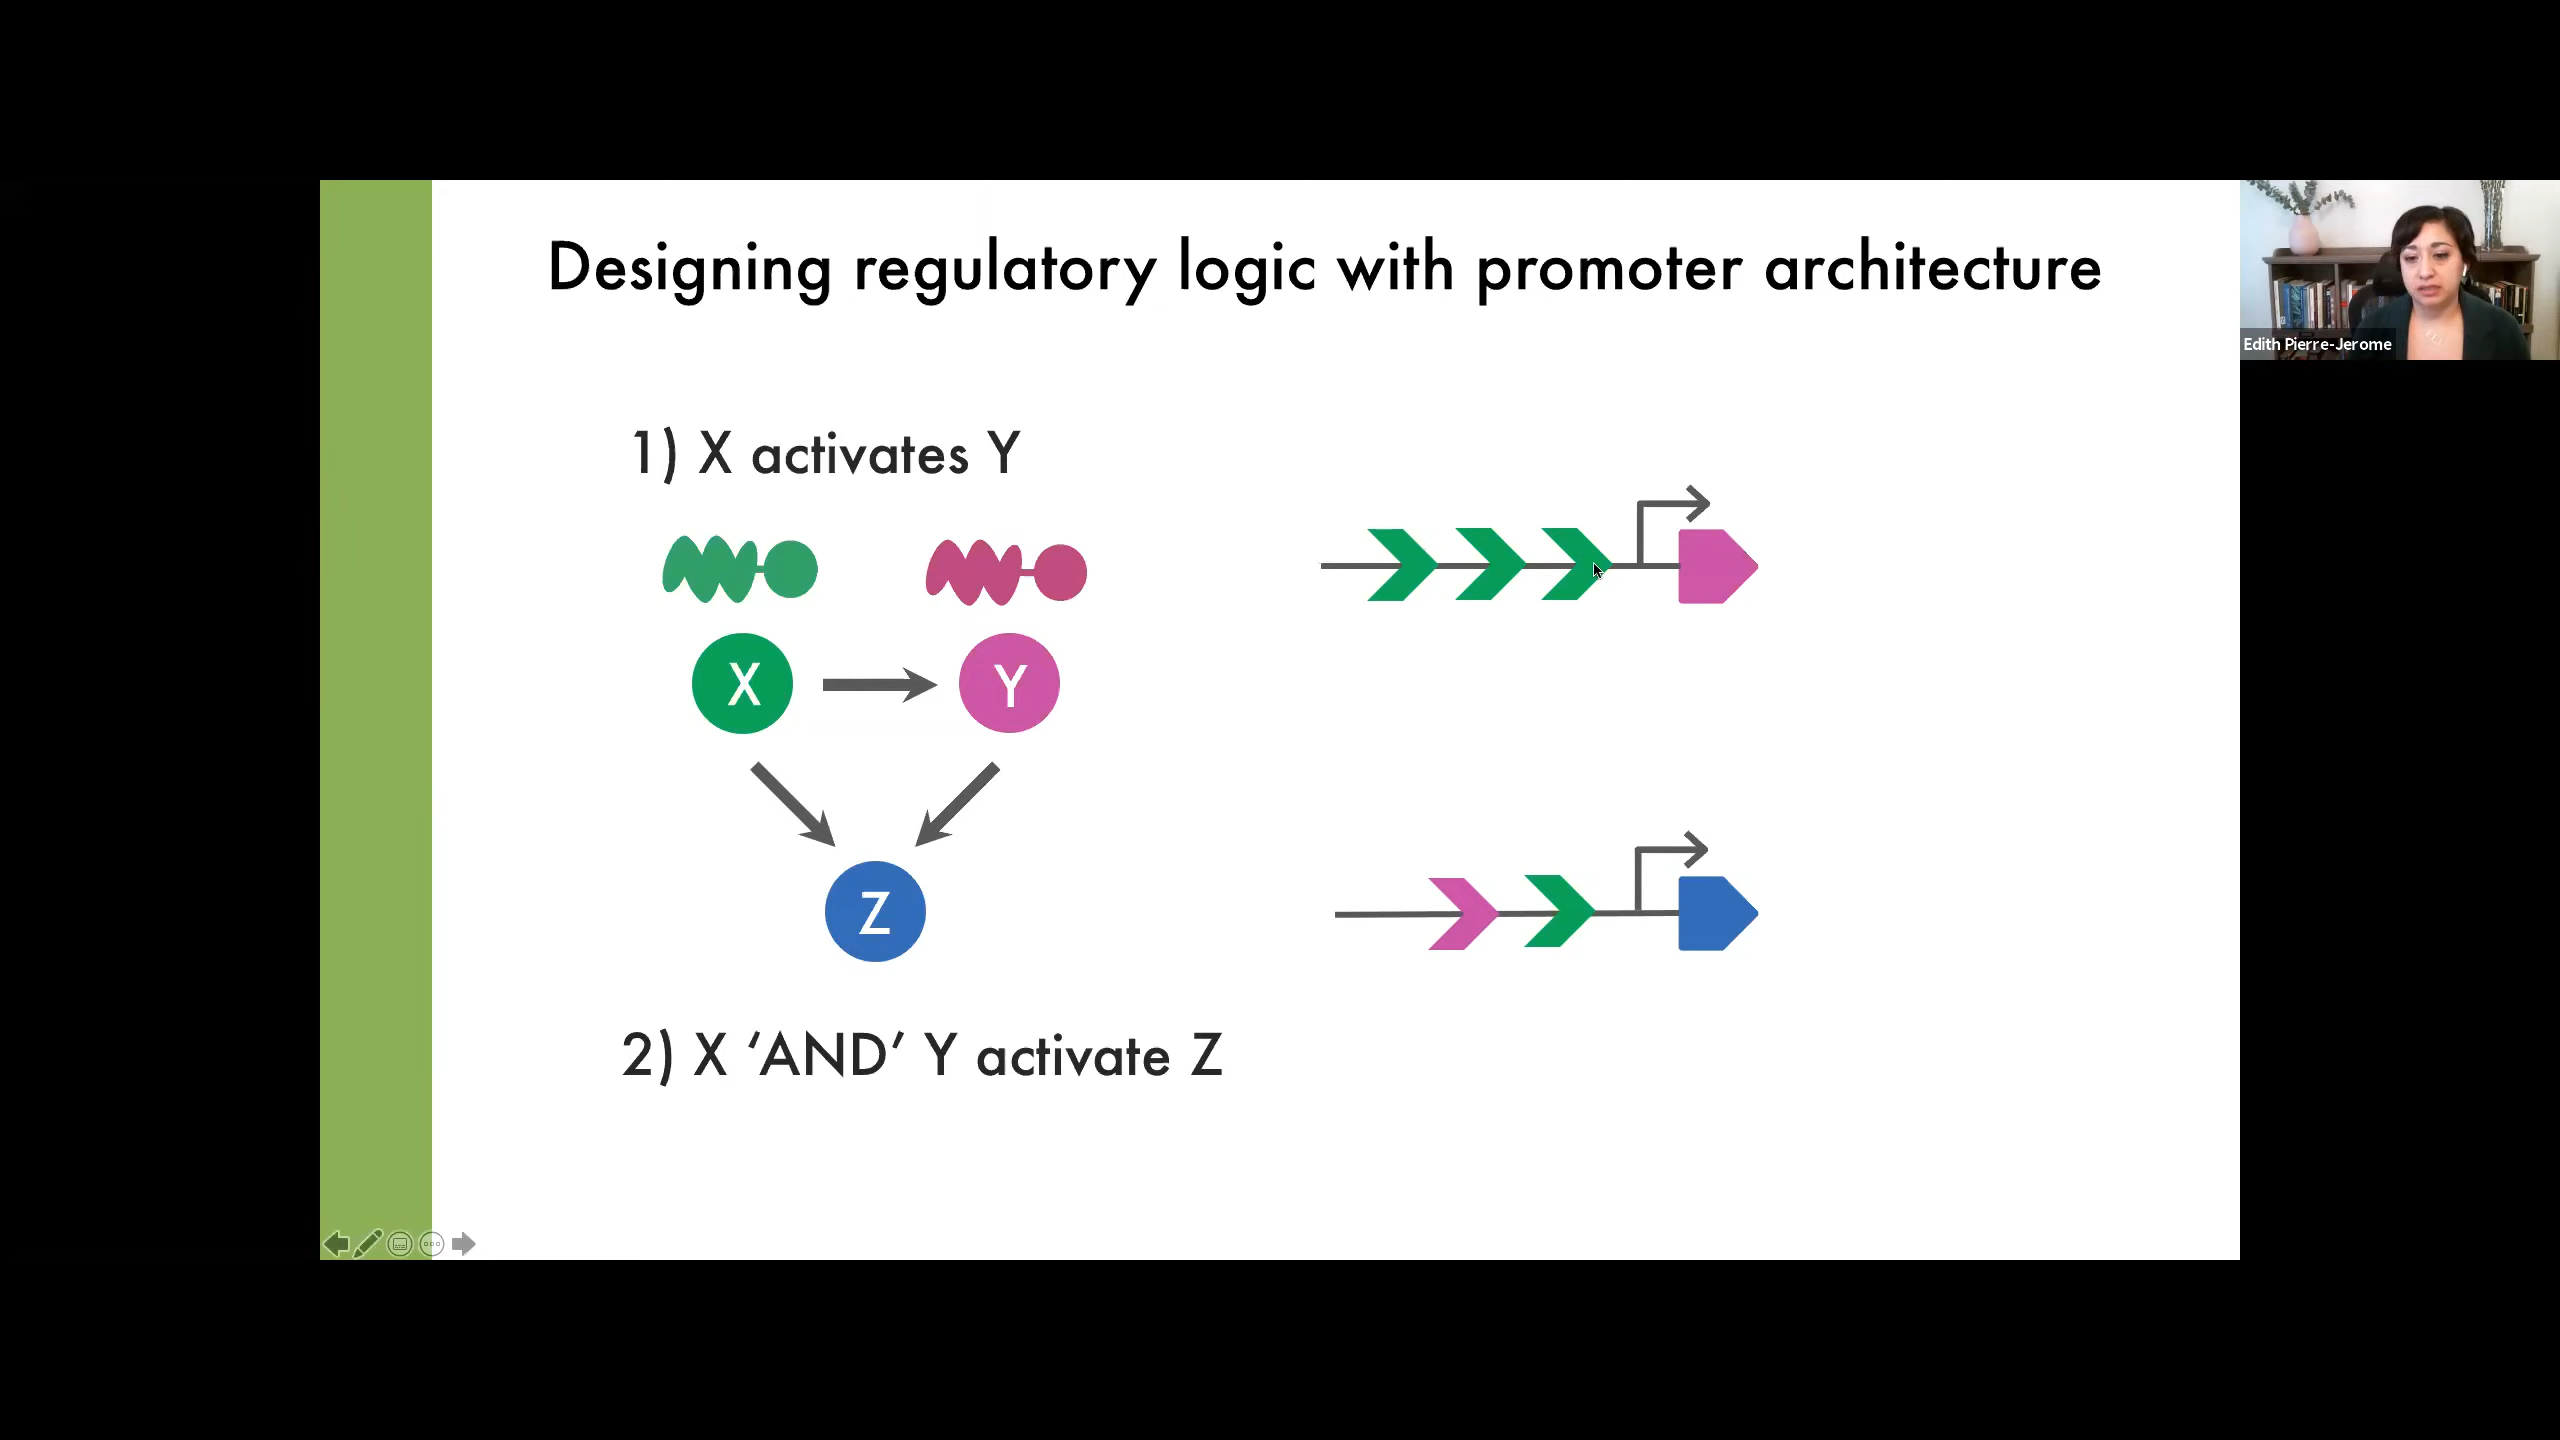 Designing regulatory logic with promoter architecture
Edith Pierre-Jerome
1) X activates Y
X
Y
Z
2) X ‘AND’ Y activate Z